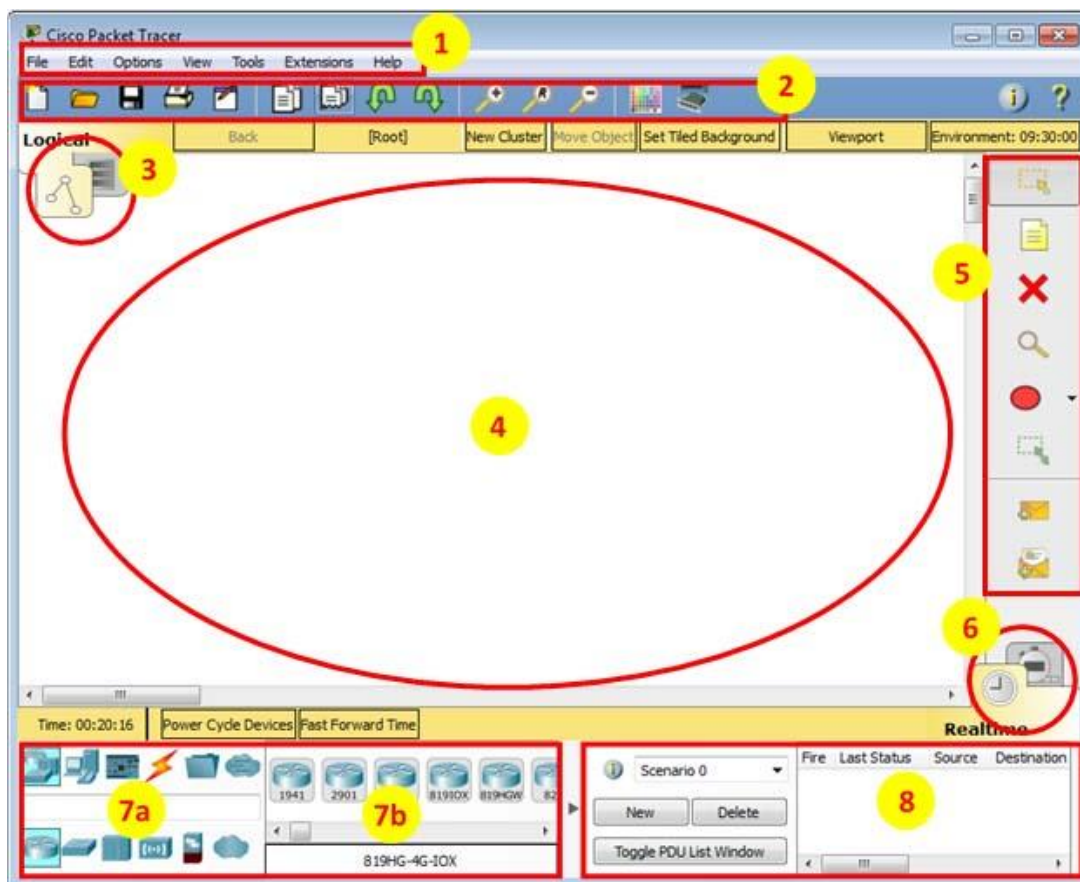 Cisco Packet Tracer
1
File Edit Options View Tools Extensions Help
2
Logical
Back [Root] New Cluster Move Object Set Tiled Background Viewport Environment: 09:30:00
3
5
4
6
Time: 00:20:16 Power Cycle Devices Fast Forward Time
Realtime
7a
1941 2901 819IOX 819HGW 82
7b
819HG-4G-IOX
Scenario 0
New Delete
Toggle PDU List Window
Fire Last Status Source Destination
8